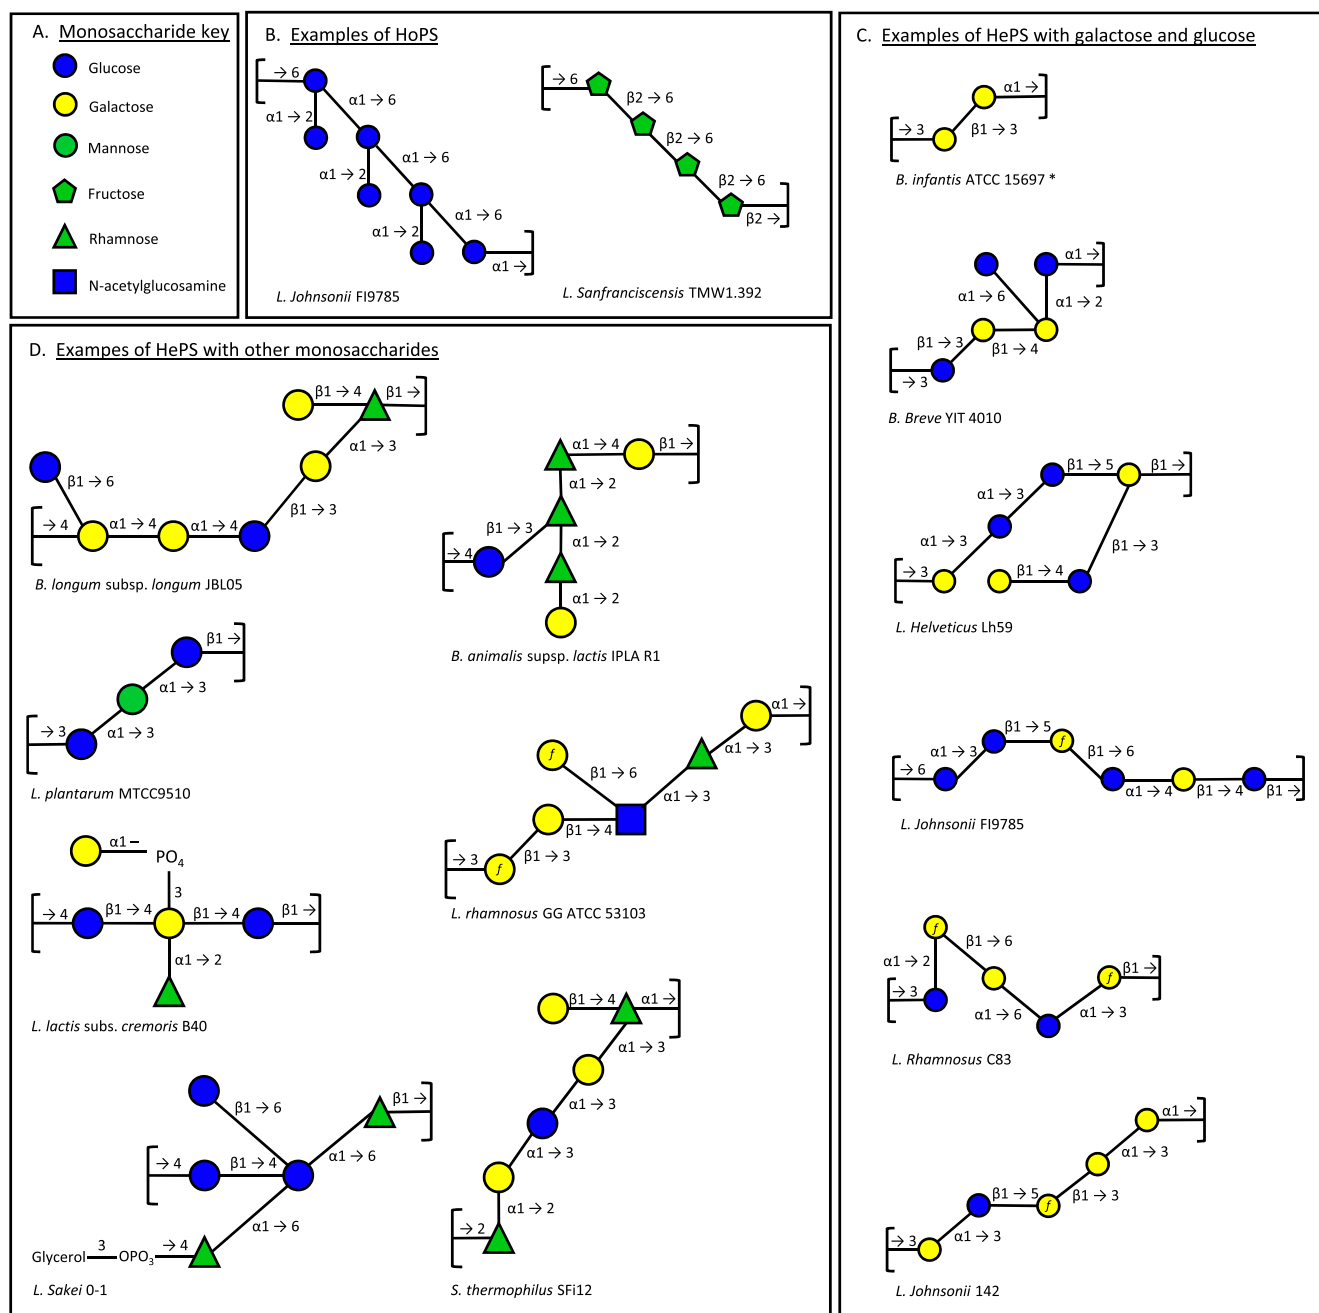 A. Monosaccharide key
Glucose
Galactose
Mannose
Fructose
Rhamnose
N-acetylglucosamine
B. Examples of HoPS
→ 6
α1 → 6
α1 → 2
α1 → 6
α1 → 2
α1 → 6
α1 → 2
α1 →
L. Johnsonii FI9785
→ 6
β2 → 6
β2 → 6
β2 → 6
β2 →
L. Sanfranciscensis TMW1.392
C. Examples of HePS with galactose and glucose
α1 →
→ 3
β1 → 3
B. infantis ATCC 15697 *
α1 →
α1 → 6
α1 → 2
β1 → 3
β1 → 4
→ 3
B. Breve YIT 4010
β1 → 5
β1 →
α1 → 3
α1 → 3
β1 → 3
→ 3
β1 → 4
L. Helveticus Lh59
β1 → 5
f
α1 → 3
β1 → 6
→ 6
α1 → 4
β1 → 4
β1 →
L. Johnsonii FI9785
f
β1 → 6
α1 → 2
f
β1 →
→ 3
α1 → 6
α1 → 3
L. Rhamnosus C83
α1 →
α1 → 3
β1 → 5
β1 → 3
f
→ 3
α1 → 3
L. Johnsonii 142
D. Exampes of HePS with other monosaccharides
β1 → 4
β1 →
α1 → 3
β1 → 6
β1 → 3
→ 4
α1 → 4
α1 → 4
B. longum subsp. longum JBL05
α1 → 4
β1 →
α1 → 2
β1 → 3
α1 → 2
→ 4
α1 → 2
B. animalis supsp. lactis IPLA R1
β1 →
α1 → 3
→ 3
α1 → 3
L. plantarum MTCC9510
α1 →
f
α1 → 3
β1 → 6
α1 → 3
β1 → 4
β1 → 3
→ 3
f
L. rhamnosus GG ATCC 53103
α1 –
PO4
3
→ 4
β1 → 4
β1 → 4
β1 →
α1 → 2
L. lactis subs. cremoris B40
β1 → 4
α1 →
α1 → 3
α1 → 3
α1 → 3
α1 → 2
→ 2
S. thermophilus SFi12
β1 → 6
β1 →
→ 4
β1 → 4
α1 → 6
α1 → 6
Glycerol 3 OPO3 → 4
L. Sakei 0-1